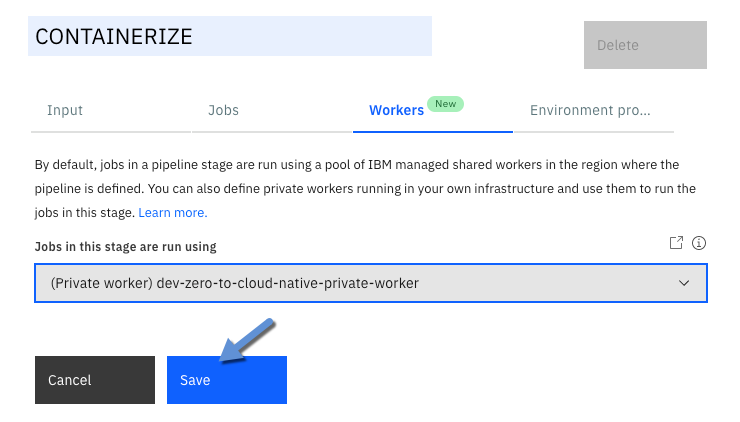 CONTAINERIZE
Delete
Input
Jobs
Workers New
Environment pro...
By default, jobs in a pipeline stage are run using a pool of IBM managed shared workers in the region where the
pipeline is defined. You can also define private workers running in your own infrastructure and use them to run the
jobs in this stage. Learn more.
Jobs in this stage are run using
(Private worker) dev-zero-to-cloud-native-private-worker
Cancel
Save